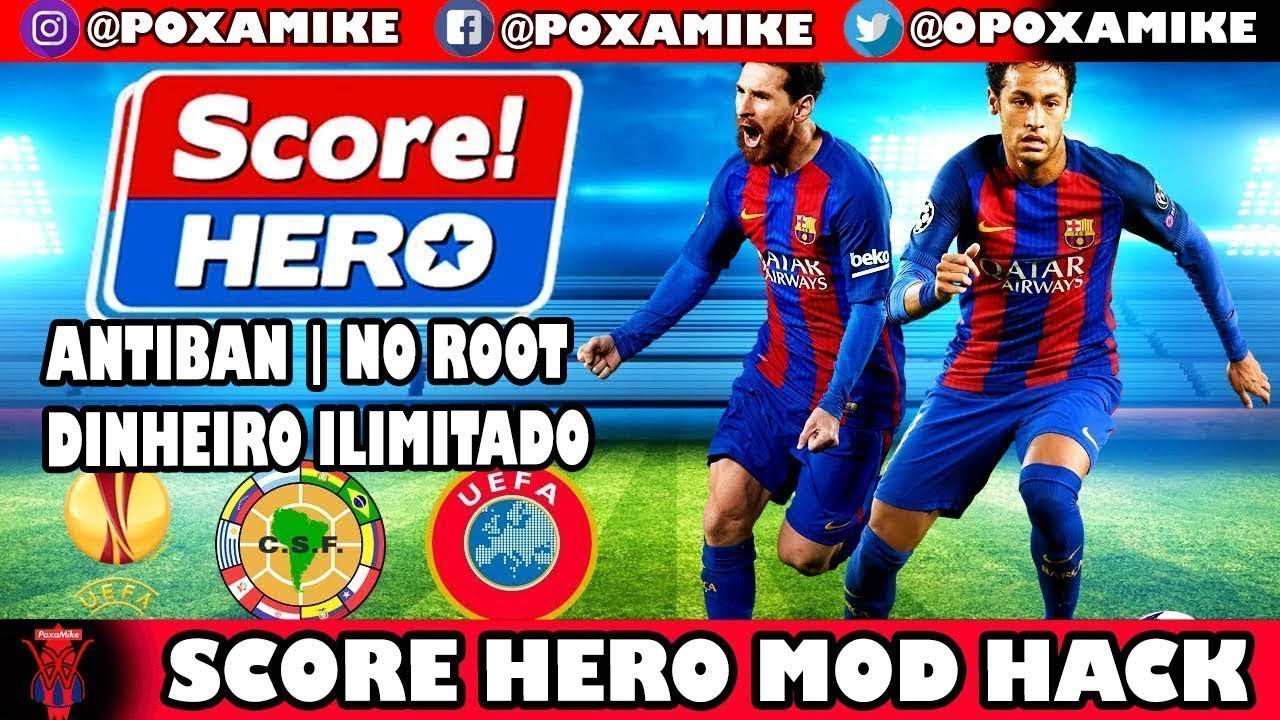 @POXAMIKE @POXAMIKE @OPOXAMIKE
Score!
HERO
ANTIBAN | NO ROOT
DINHEIRO ILIMITADO
beko
QATAR
AIRWAYS
QATAR
AIRWAYS
UEFA
C.S.F.
UEFA
BARÇA
PoxaMike
SCORE HERO MOD HACK